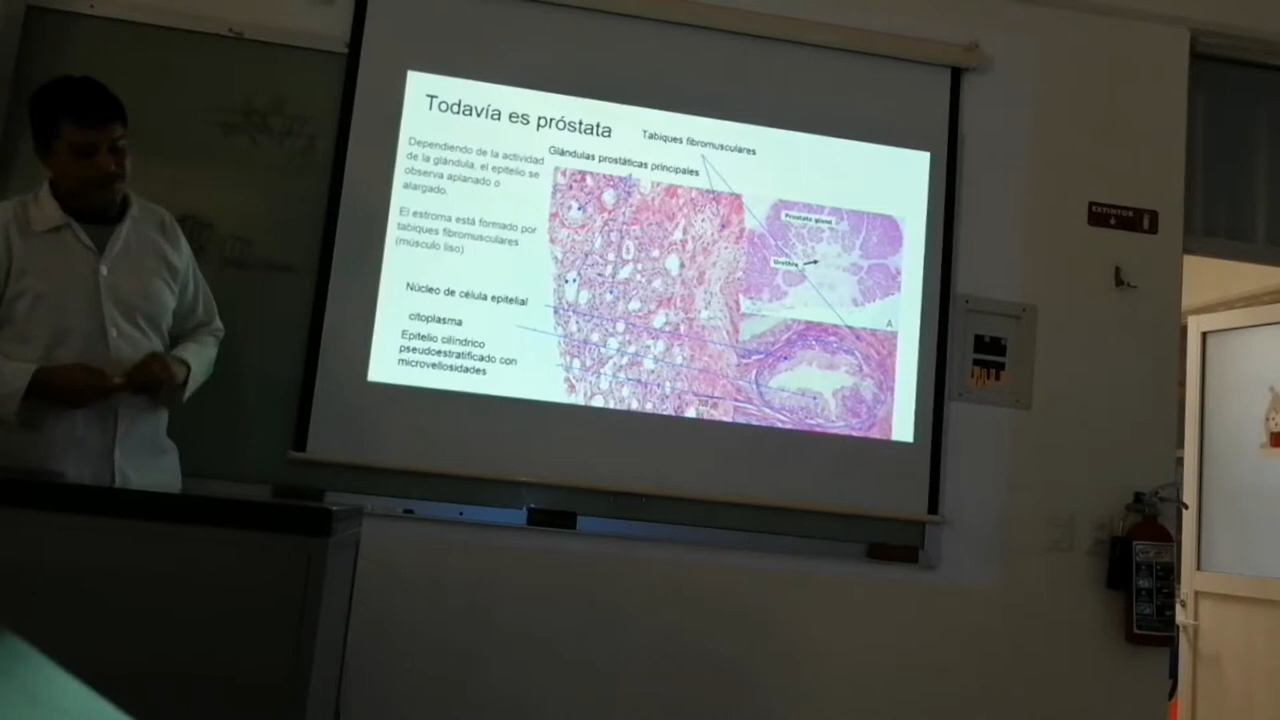 Todavía es próstata
Tabiques fibromusculares
Glándulas prostáticas principales
Dependiendo de la actividad
de la glándula, el epitelio se
observa aplanado o
alargado.
El estroma está formado por
tabiques fibromusculares
(músculo liso)
Núcleo de célula epitelial
citoplasma
Epitelio cilíndrico
pseudoestratificado con
microvellosidades
Prostate gland
Urethra
A
EXTINTOR